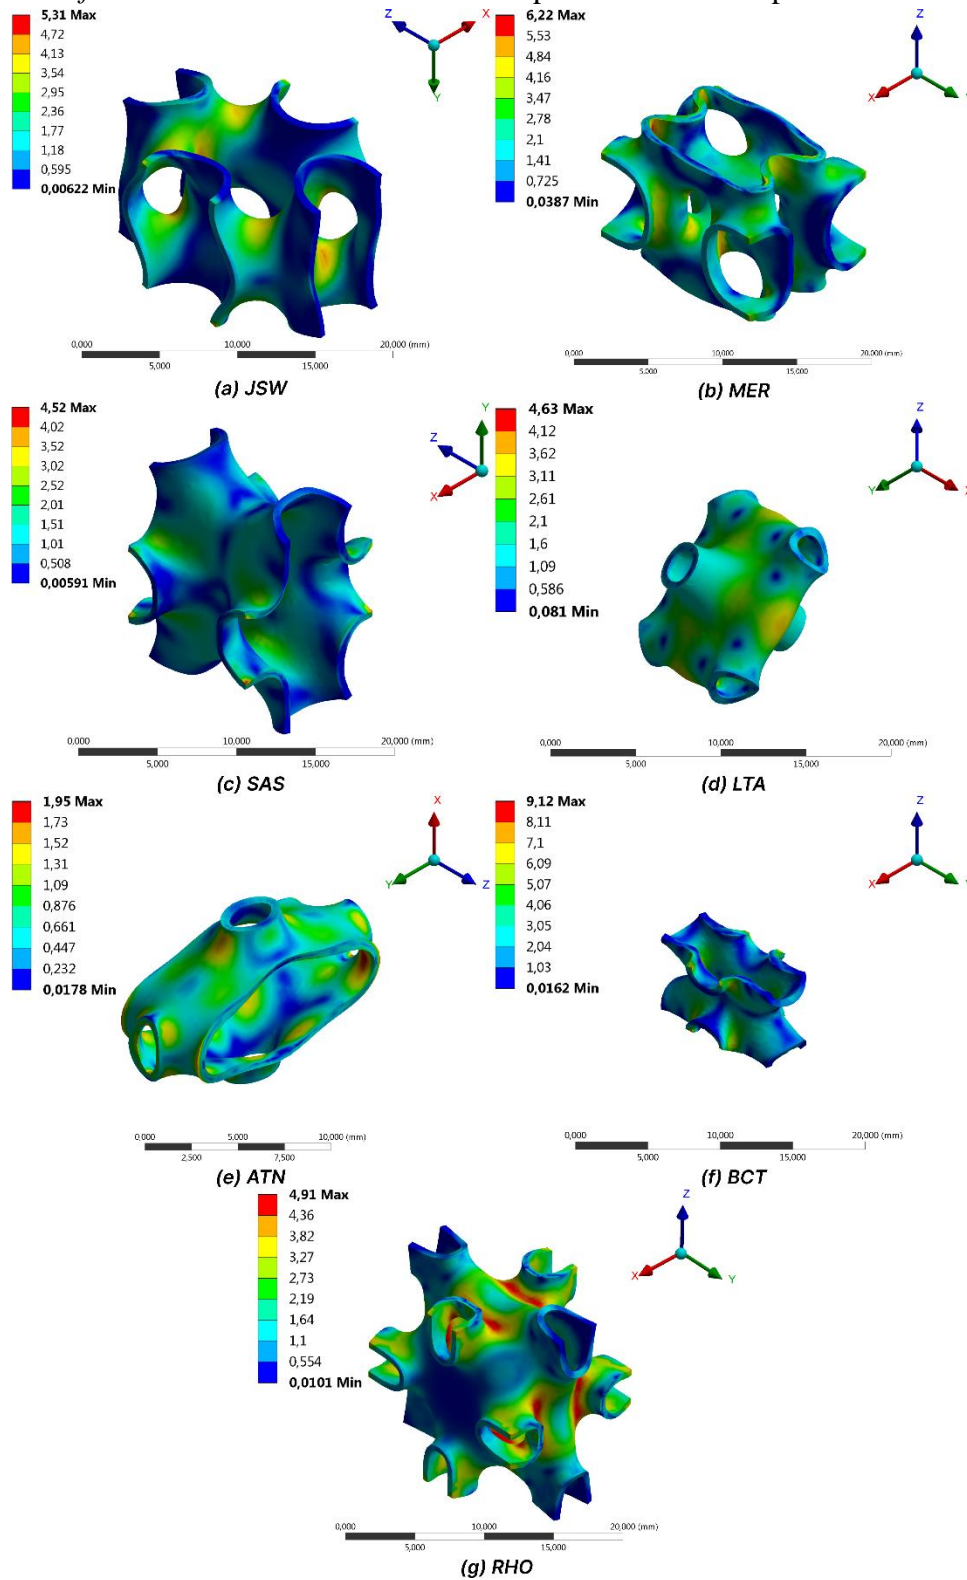 5,31 Max
4,72
4,13
3,54
2,95
2,36
1,77
1,18
0,595
0,00622 Min
Z X
Y
0,000 10,000 20,000 (mm)
5,000 15,000
(a) JSW
6,22 Max
5,53
4,84
4,16
3,47
2,78
2,1
1,41
0,725
0,0387 Min
Z
X
0,000 10,000 20,000 (mm)
5,000 15,000
(b) MER
4,52 Max
4,02
3,52
3,02
2,52
2,01
1,51
1,01
0,508
0,00591 Min
Y
Z
X
0,000 10,000 20,000 (mm)
5,000 15,000
(c) SAS
4,63 Max
4,12
3,62
3,11
2,61
2,1
1,6
1,09
0,586
0,081 Min
Z
Y X
0,000 10,000 20,000 (mm)
5,000 15,000
(d) LTA
1,95 Max
1,73
1,52
1,31
1,09
0,876
0,661
0,447
0,232
0,0178 Min
X
Y Z
0,000 5,000 10,000 (mm)
2,500 7,500
(e) ATN
9,12 Max
8,11
7,1
6,09
5,07
4,06
3,05
2,04
1,03
0,0162 Min
Z
X
0,000 10,000 20,000 (mm)
5,000 15,000
(f) BCT
4,91 Max
4,36
3,82
3,27
2,73
2,19
1,64
1,1
0,554
0,0101 Min
Z
X Y
0,000 10,000 20,000 (mm)
5,000 15,000
(g) RHO